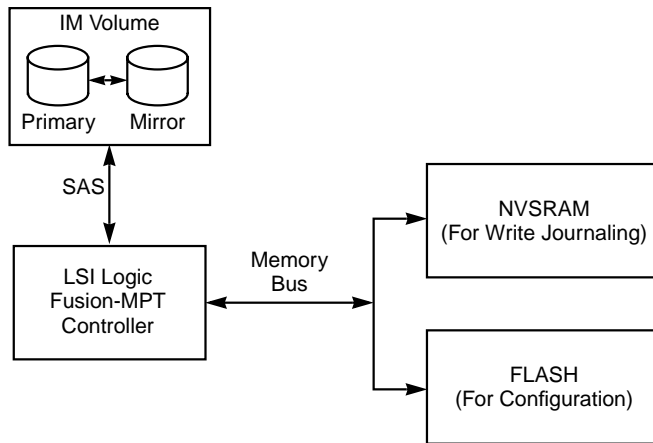 IM Volume
Primary
Mirror
SAS
LSI Logic
Fusion-MPT
Controller
Memory
Bus
NVSRAM
(For Write Journaling)
FLASH
(For Configuration)